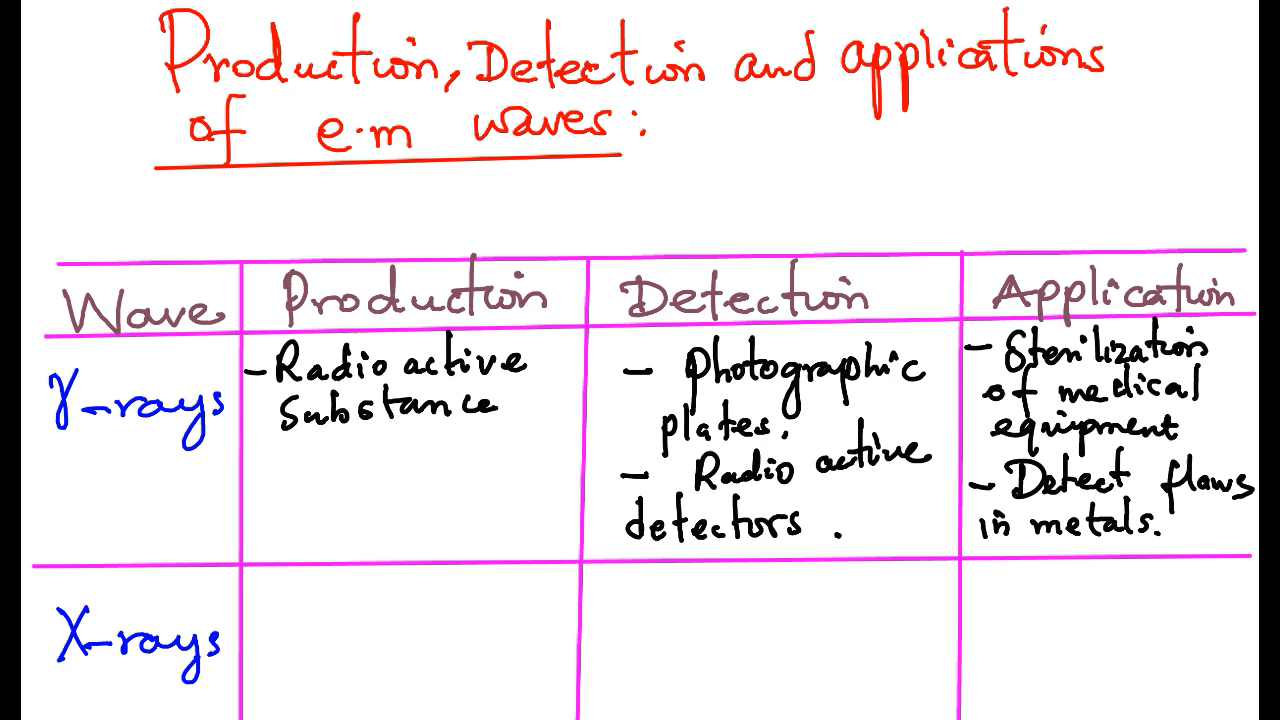 Production, Detection and applications
of e.m waves:
Wave Production Detection Application
γ-rays
- Radio active
Substance
- Photographic
plates.
- Radio active
detectors.
- Sterilization
of medical
equipment
- Detect flaws
in metals.
X-rays